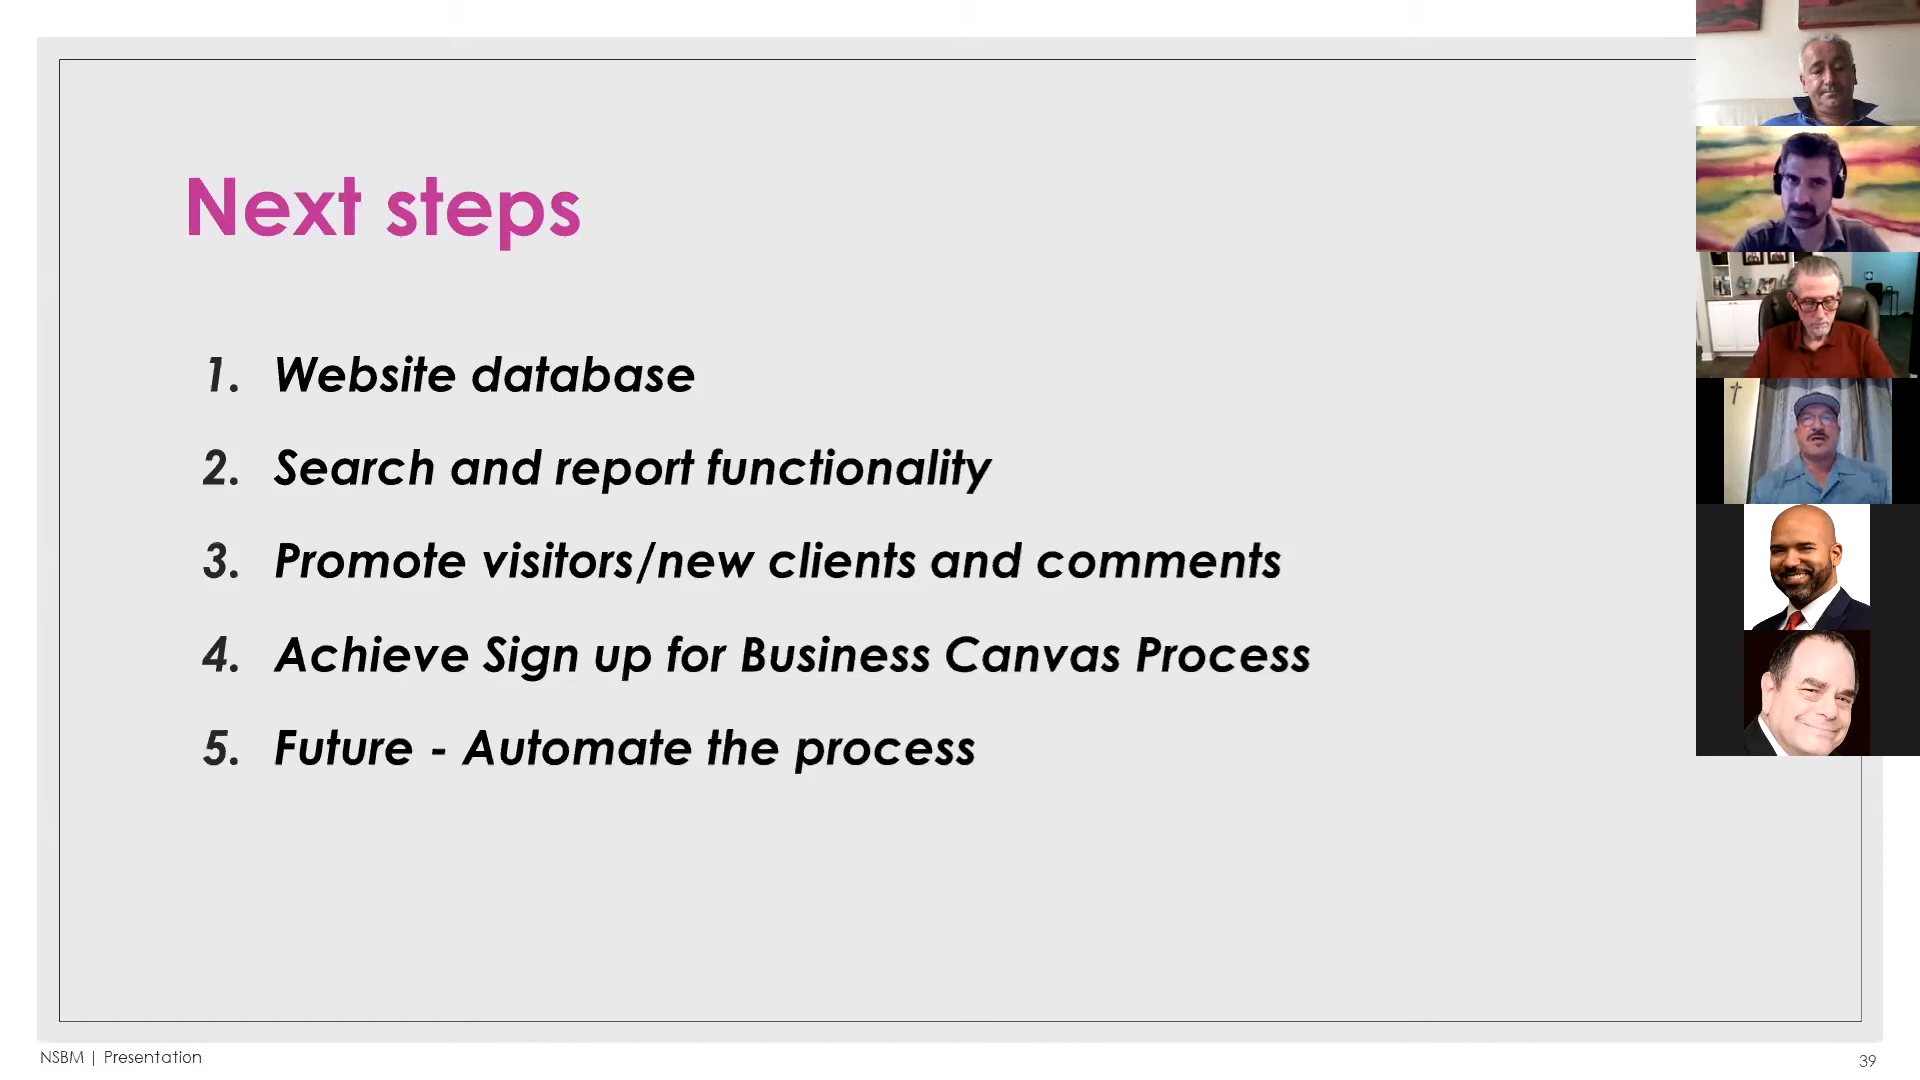 Next steps
1. Website database
2. Search and report functionality
3. Promote visitors/new clients and comments
4. Achieve Sign up for Business Canvas Process
5. Future - Automate the process
NSBM | Presentation
39